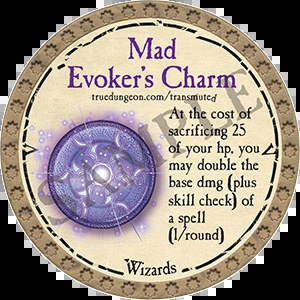 Mad
Evoker's Charm
truedungeon.com/transmuted
At the cost of
sacrificing 25
of your hp, you
may double the
base dmg (plus
skill check) of
a spell
(1/round)
Wizards
SAMPLE